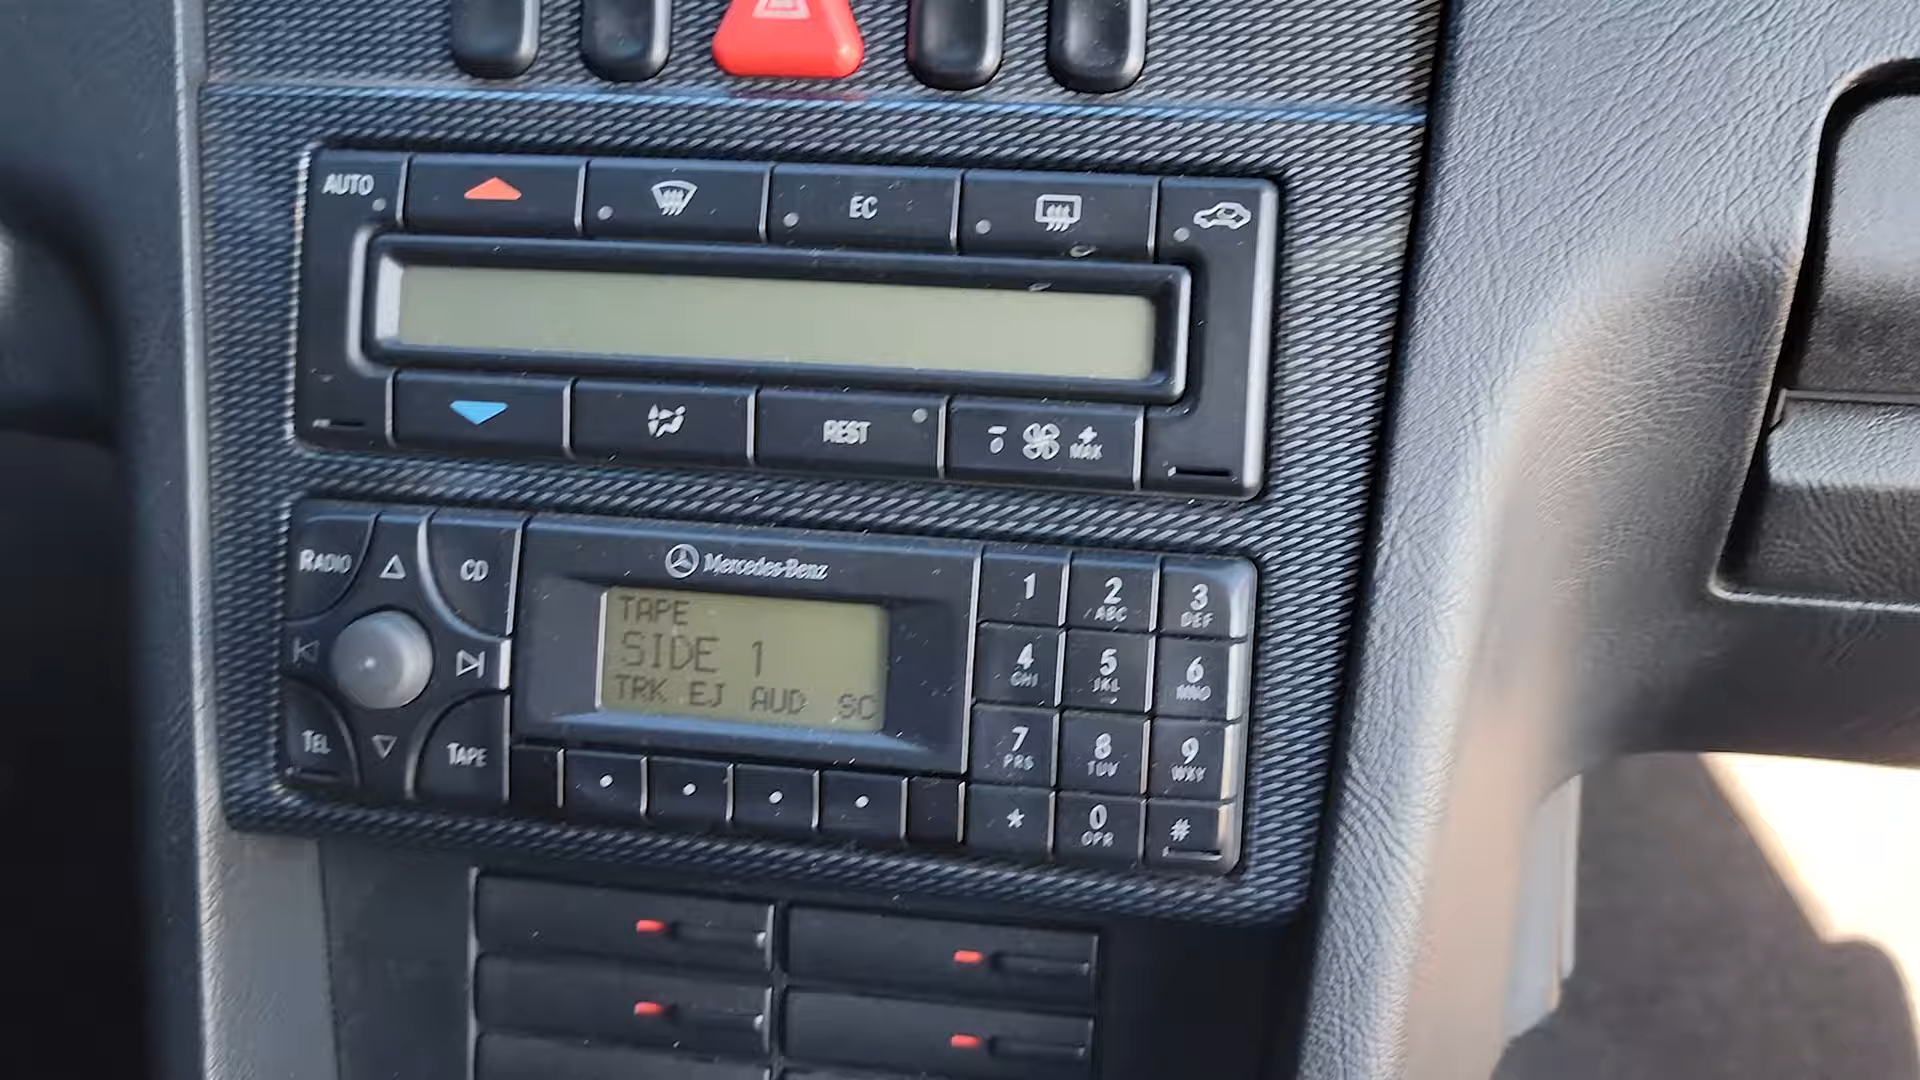 AUTO
EC
REST
0 MAX
RADIO
CD
TEL
TAPE
Mercedes-Benz
TAPE
SIDE 1
TRK EJ AUD SC
1 2 ABC 3 DEF
4 GHI 5 JKL 6 MNO
7 PRS 8 TUV 9 WXY
* 0 OPR #